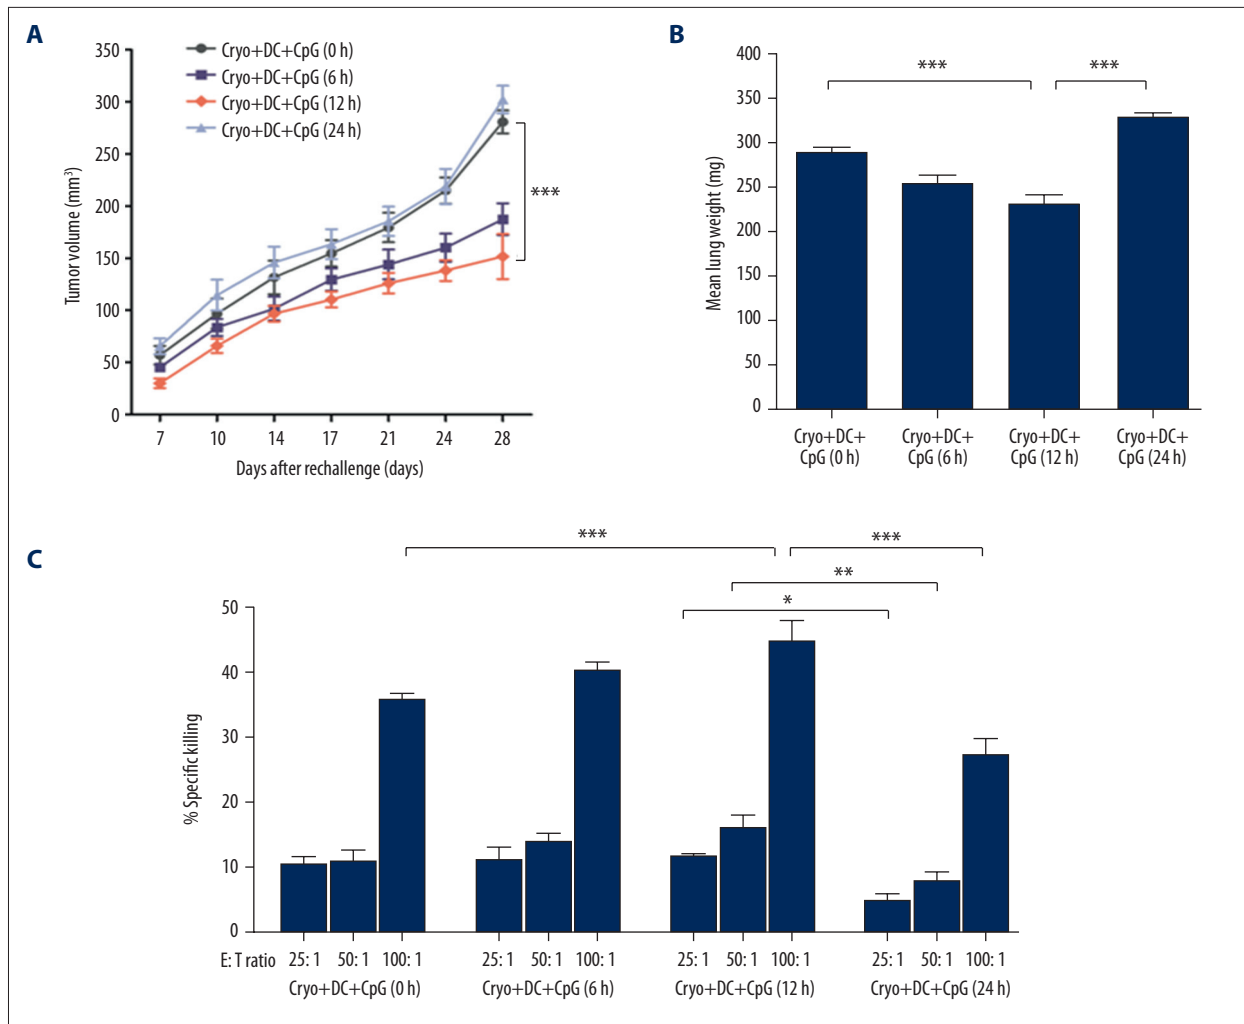 A
Cryo+DC+CpG (0 h)
Cryo+DC+CpG (6 h)
Cryo+DC+CpG (12 h)
Cryo+DC+CpG (24 h)
350
300
250
200
150
100
50
0
Tumor volume (mm³)
***
7 10 14 17 21 24 28
Days after rechallenge (days)
B
400
350
300
250
200
150
100
50
0
Mean lung weight (mg)
*** ***
Cryo+DC+ Cryo+DC+ Cryo+DC+ Cryo+DC+
CpG (0 h) CpG (6 h) CpG (12 h) CpG (24 h)
C
*** ***
**
*
50
40
30
20
10
0
% Specific killing
E: T ratio 25: 1 50: 1 100: 1 25: 1 50: 1 100: 1 25: 1 50: 1 100: 1 25: 1 50: 1 100: 1
Cryo+DC+CpG (0 h) Cryo+DC+CpG (6 h) Cryo+DC+CpG (12 h) Cryo+DC+CpG (24 h)